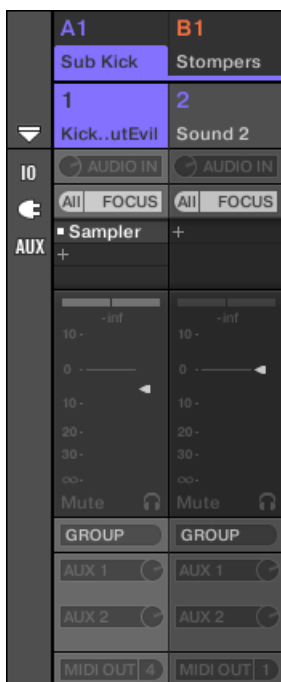 A1 B1
Sub Kick Stompers
1 2
Kick..utEvil Sound 2
IO AUDIO IN AUDIO IN
All FOCUS All FOCUS
Sampler +
AUX +
-inf -inf
10- 10-
0 - 0 -
10- 10-
20- 20-
30- 30-
∞- ∞-
Mute Mute
GROUP GROUP
AUX 1 AUX 1
AUX 2 AUX 2
MIDI OUT 4 MIDI OUT 1